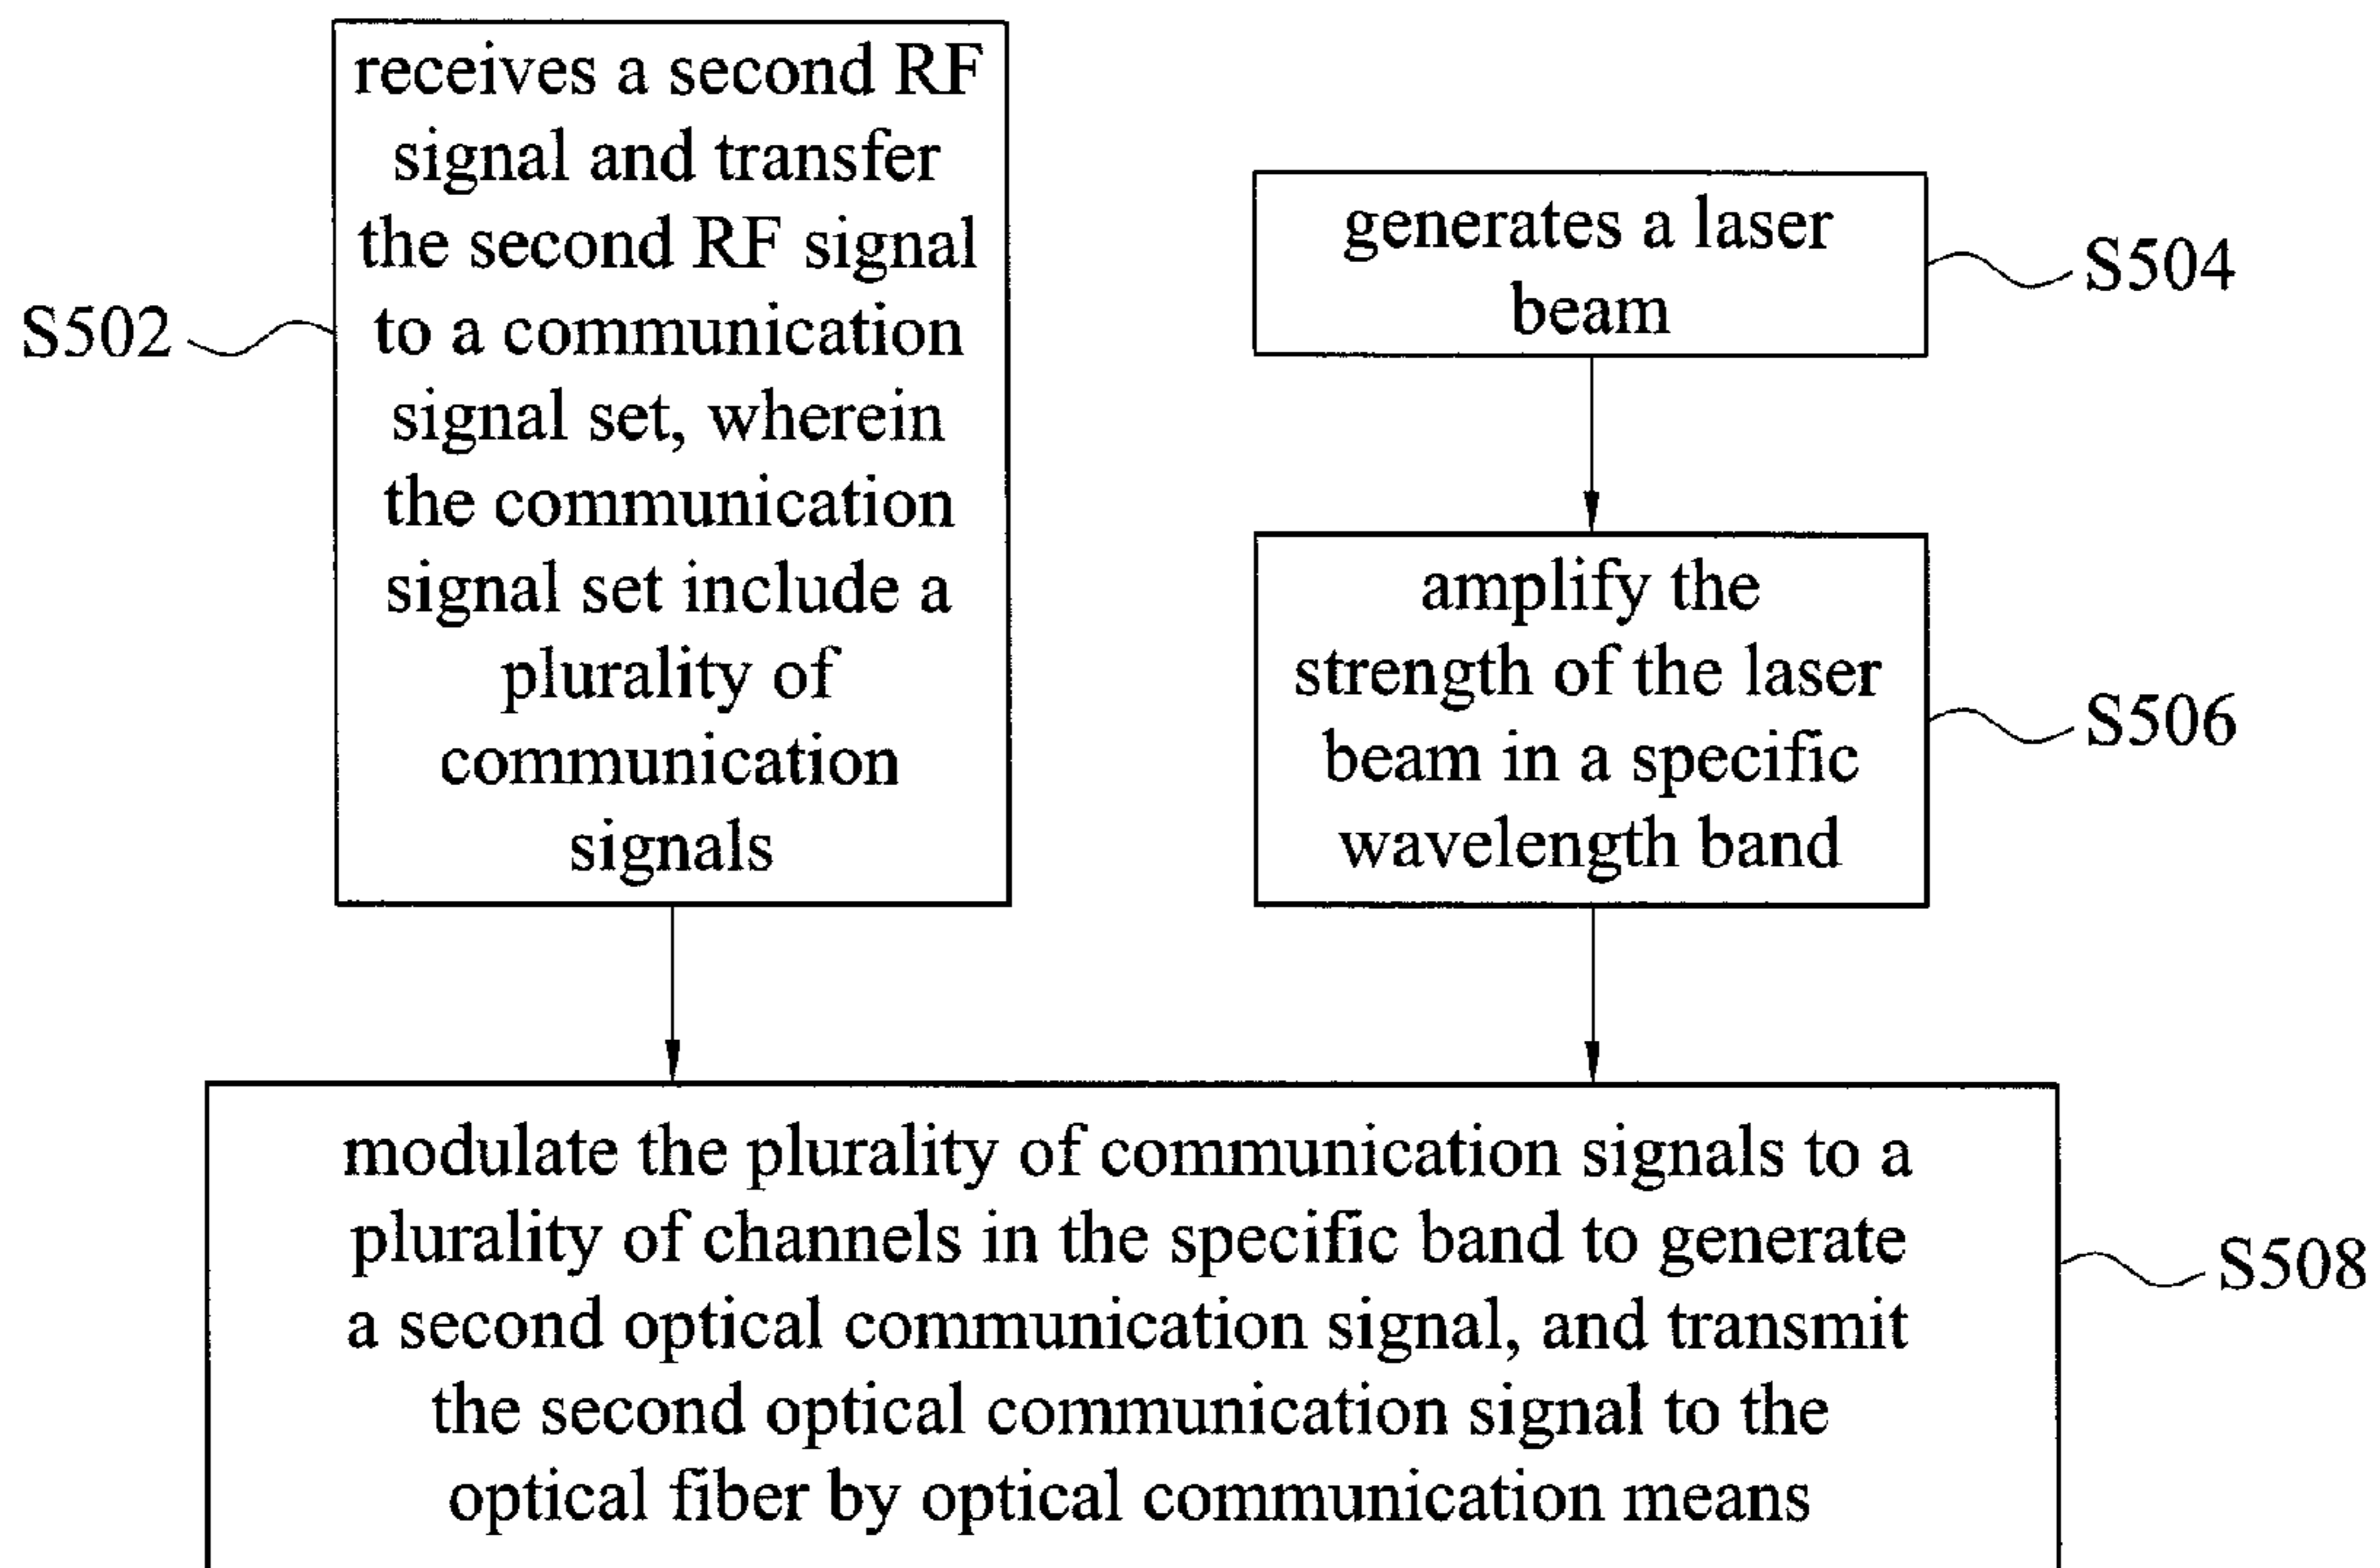 receives a second RF
signal and transfer
the second RF signal
to a communication
signal set, wherein
the communication
signal set include a
plurality of
communication
signals
S502
generates a laser
beam
S504
amplify the
strength of the laser
beam in a specific
wavelength band
S506
modulate the plurality of communication signals to a
plurality of channels in the specific band to generate
a second optical communication signal, and transmit
the second optical communication signal to the
optical fiber by optical communication means
S508